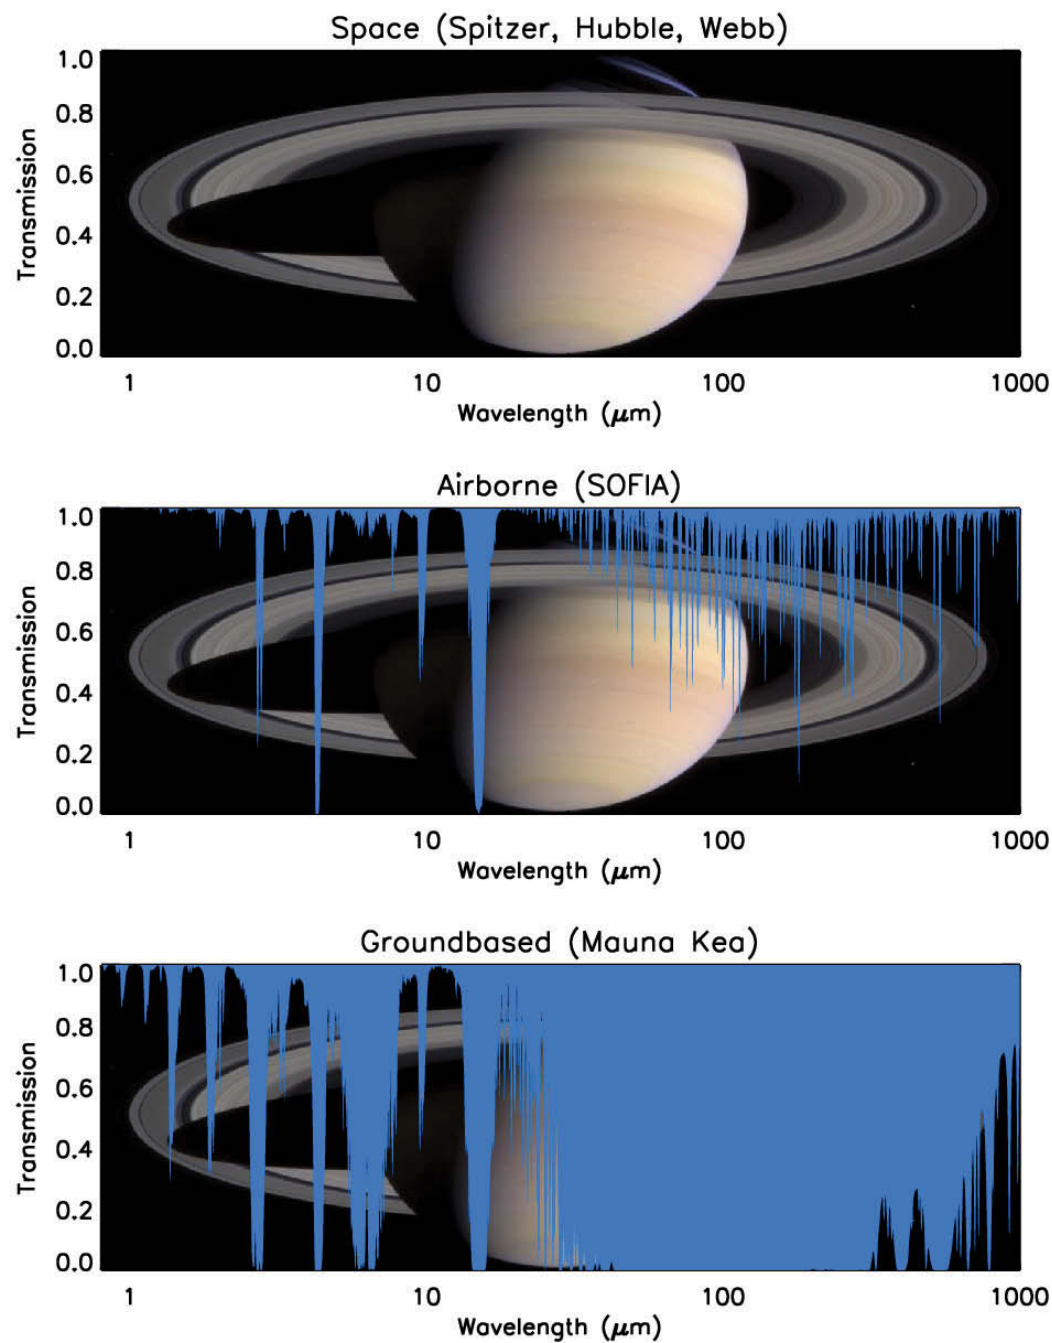 Space (Spitzer, Hubble, Webb)
1.0
0.8
0.6
0.4
0.2
0.0
Transmission
1 10 100 1000
Wavelength (μm)
Airborne (SOFIA)
1.0
0.8
0.6
0.4
0.2
0.0
Transmission
1 10 100 1000
Wavelength (μm)
Groundbased (Mauna Kea)
1.0
0.8
0.6
0.4
0.2
0.0
Transmission
1 10 100 1000
Wavelength (μm)